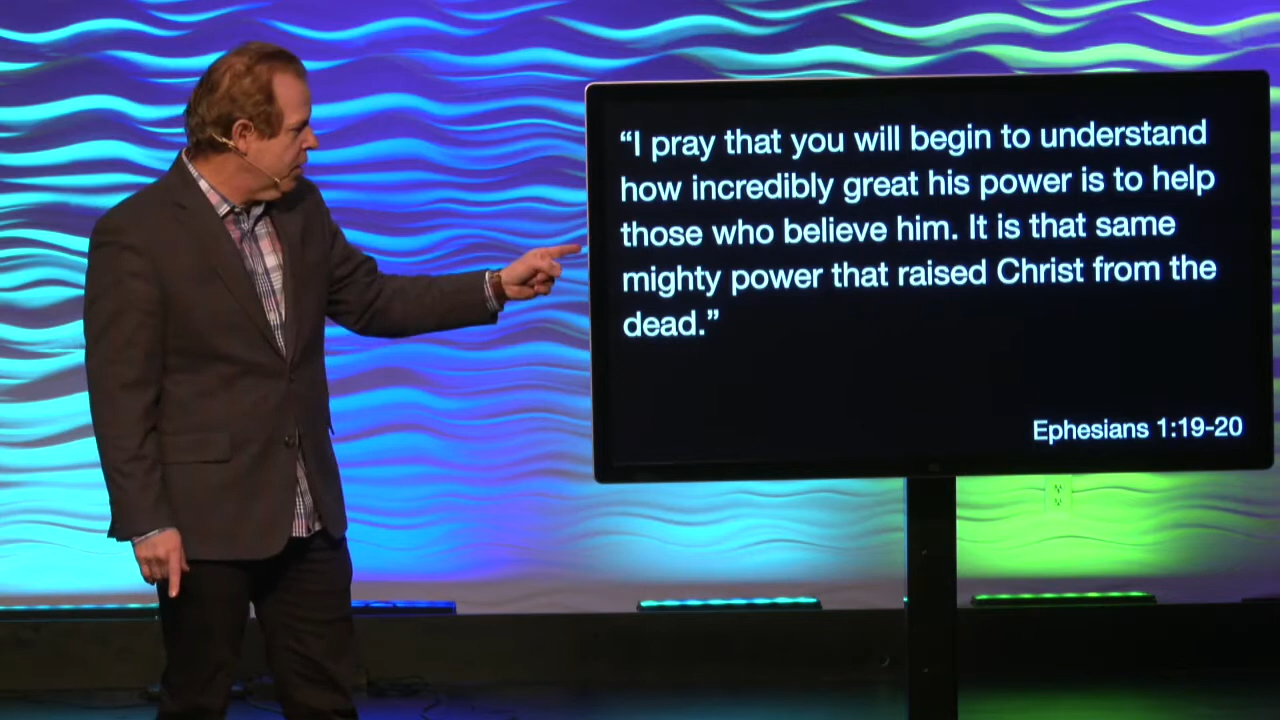 “I pray that you will begin to understand
how incredibly great his power is to help
those who believe him. It is that same
mighty power that raised Christ from the
dead.”
Ephesians 1:19-20